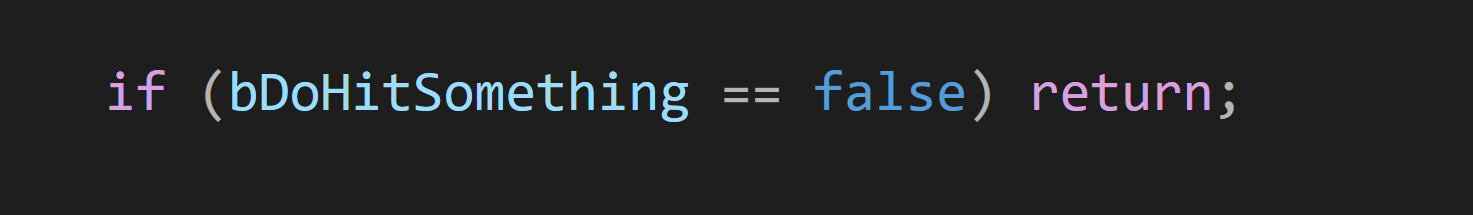 if (bDoHitSomething == false) return;